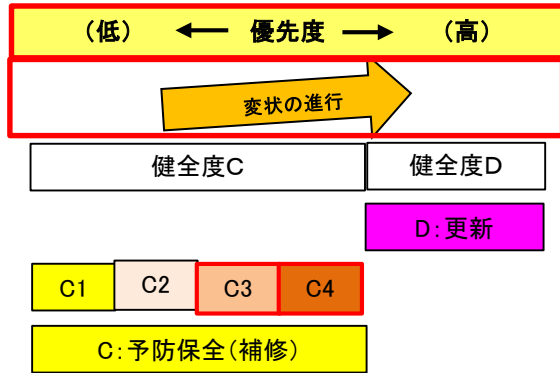 （低） ← 優先度 → （高）
変状の進行
健全度C 健全度D
D：更新
C1 C2 C3 C4
C：予防保全（補修）